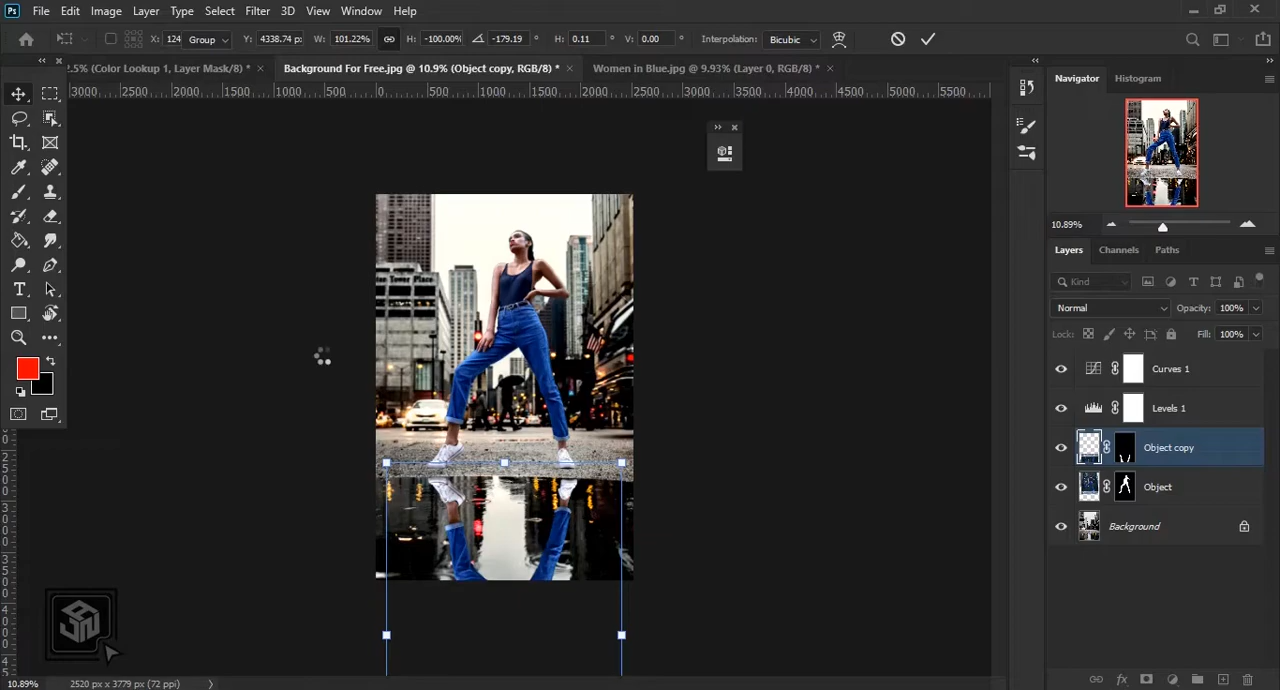 Ps File Edit Image Layer Type Select Filter 3D View Window Help
X: 124 Group Y: 4338.74 p W: 101.22% H: -100.00% -179.19 ° H: 0.11 ° V: 0.00 ° Interpolation: Bicubic
2.5% (Color Lookup 1, Layer Mask/8) * × Background For Free.jpg @ 10.9% (Object copy, RGB/8) * × Women in Blue.jpg @ 9.93% (Layer 0, RGB/8) * ×
3000 2500 2000 1500 1000 500 0 500 1000 1500 2000 2500 3000 3500 4000 4500 5000 5500
Navigator Histogram
10.89%
Layers Channels Paths
Kind
Normal Opacity: 100%
Lock: Fill: 100%
Curves 1
Levels 1
Object copy
Object
Background
10.89% 2520 px x 3779 px (72 ppi)